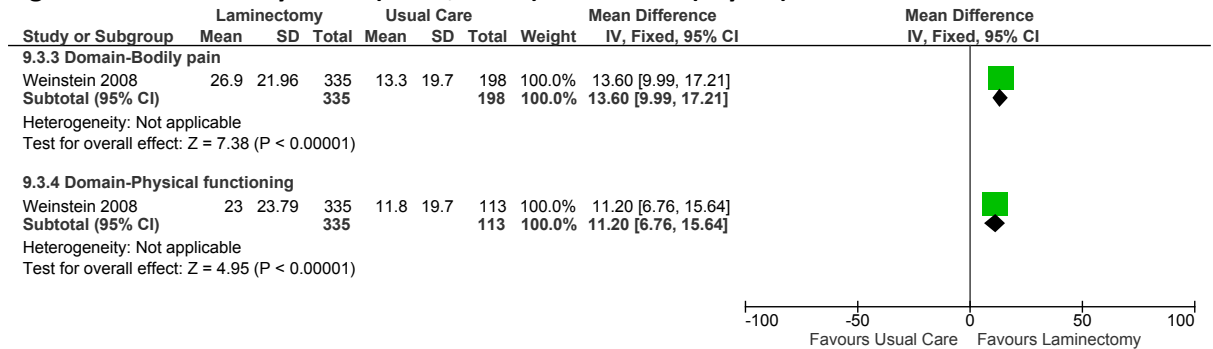 Laminectomy Usual Care Mean Difference Mean Difference
Study or Subgroup Mean SD Total Mean SD Total Weight IV, Fixed, 95% CI IV, Fixed, 95% CI
9.3.3 Domain-Bodily pain
Weinstein 2008 26.9 21.96 335 13.3 19.7 198 100.0% 13.60 [9.99, 17.21]
Subtotal (95% CI) 335 198 100.0% 13.60 [9.99, 17.21]
Heterogeneity: Not applicable
Test for overall effect: Z = 7.38 (P < 0.00001)
9.3.4 Domain-Physical functioning
Weinstein 2008 23 23.79 335 11.8 19.7 113 100.0% 11.20 [6.76, 15.64]
Subtotal (95% CI) 335 113 100.0% 11.20 [6.76, 15.64]
Heterogeneity: Not applicable
Test for overall effect: Z = 4.95 (P < 0.00001)
-100 -50 0 50 100
Favours Usual Care Favours Laminectomy